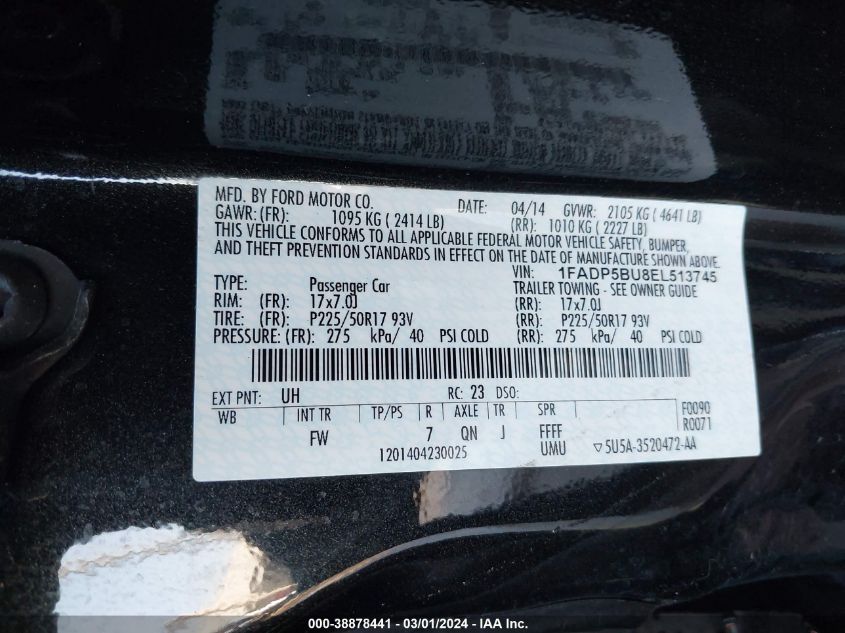 MFD. BY FORD MOTOR CO. DATE: 04/14 GVWR: 2105 KG ( 4641 LB)
GAWR: (FR): 1095 KG ( 2414 LB) (RR): 1010 KG ( 2227 LB)
THIS VEHICLE CONFORMS TO ALL APPLICABLE FEDERAL MOTOR VEHICLE SAFETY, BUMPER,
AND THEFT PREVENTION STANDARDS IN EFFECT ON THE DATE OF MANUFACTURE SHOWN ABOVE.
VIN: 1FADP5BU8EL513745
TYPE: Passenger Car TRAILER TOWING - SEE OWNER GUIDE
RIM: (FR): 17x7.0J (RR): 17x7.0J
TIRE: (FR): P225/50R17 93V (RR): P225/50R17 93V
PRESSURE: (FR): 275 kPa/ 40 PSI COLD (RR): 275 kPa/ 40 PSI COLD
EXT PNT: UH RC: 23 DSO:
WB INT TR TP/PS R AXLE TR SPR F0090
R0071
FW 7 QN J FFFF
1201404230025 UMU ▽5U5A-3520472-AA
000-38878441 - 03/01/2024 - IAA Inc.